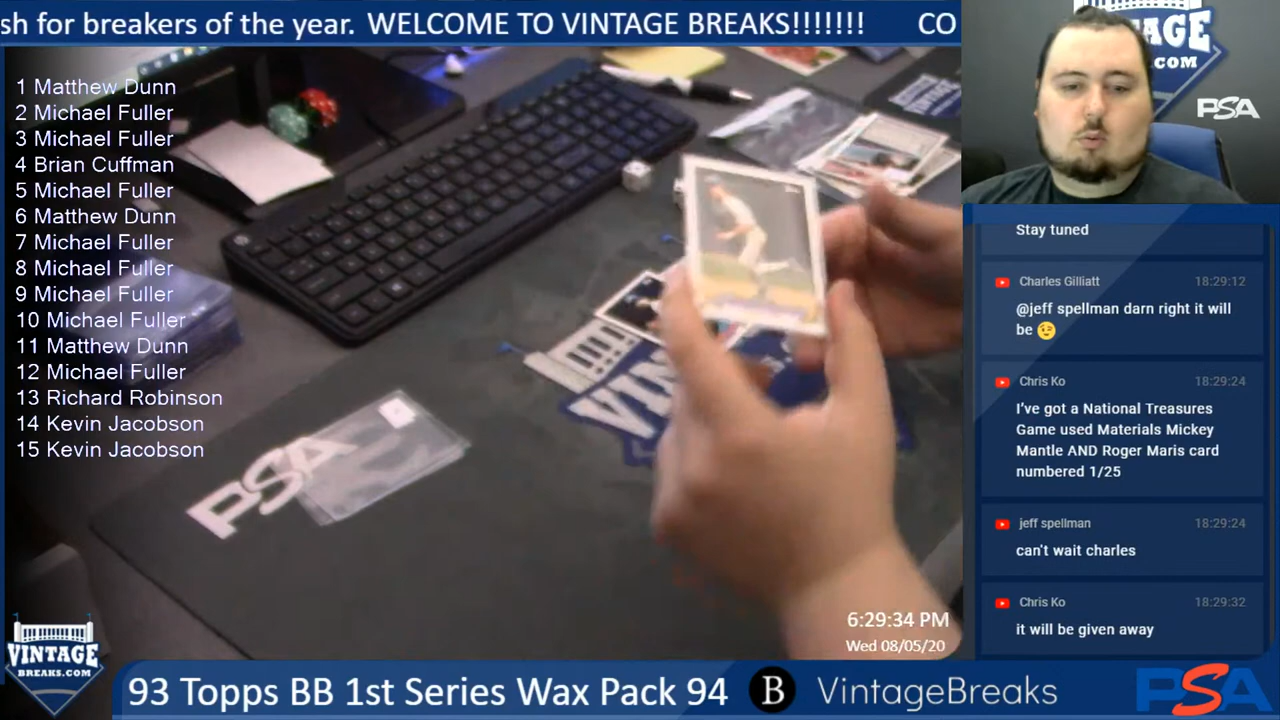 sh for breakers of the year. WELCOME TO VINTAGE BREAKS!!!!!!! CO
1 Matthew Dunn
2 Michael Fuller
3 Michael Fuller
4 Brian Cuffman
5 Michael Fuller
6 Matthew Dunn
7 Michael Fuller
8 Michael Fuller
9 Michael Fuller
10 Michael Fuller
11 Matthew Dunn
12 Michael Fuller
13 Richard Robinson
14 Kevin Jacobson
15 Kevin Jacobson
PSA
VIN
PSA
Stay tuned
Charles Gilliatt 18:29:12
@jeff spellman darn right it will
be 😉
Chris Ko 18:29:24
I've got a National Treasures
Game used Materials Mickey
Mantle AND Roger Maris card
numbered 1/25
jeff spellman 18:29:24
can't wait charles
Chris Ko 18:29:32
it will be given away
6:29:34 PM
Wed 08/05/20
VINTAGE
BREAKS.COM
93 Topps BB 1st Series Wax Pack 94
B VintageBreaks
PSA